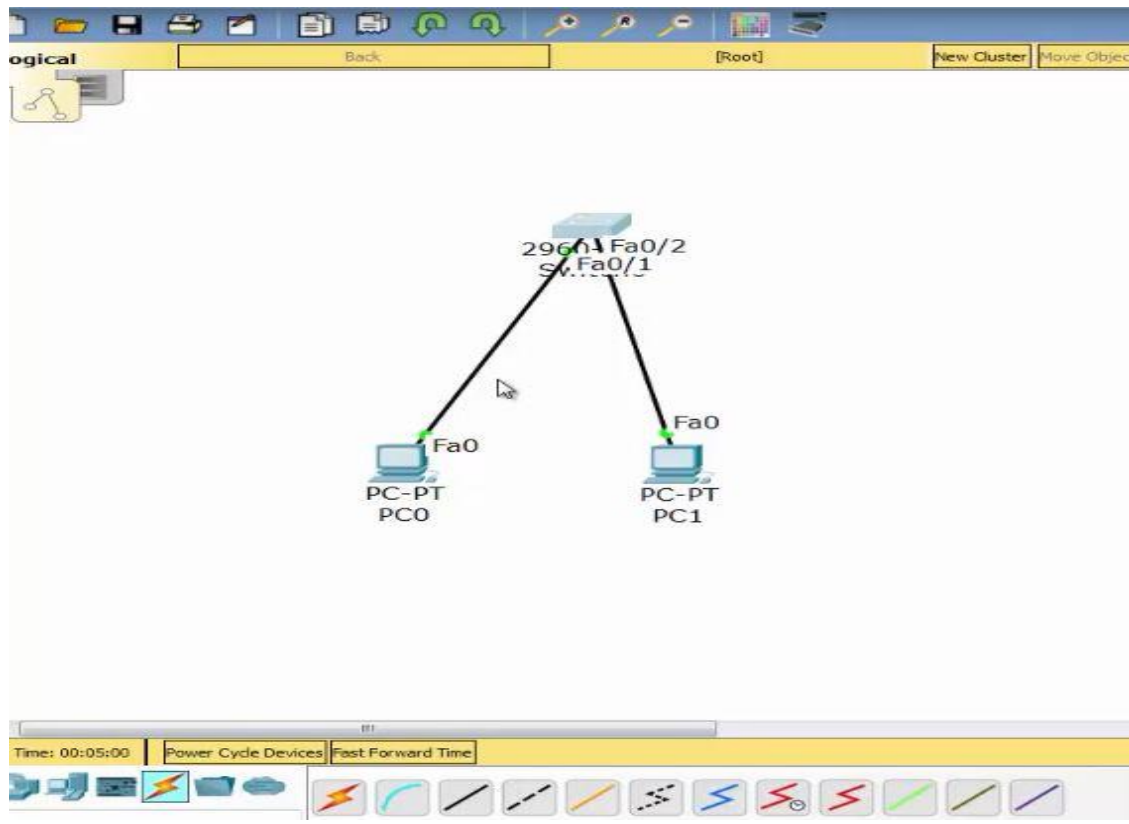 ogical Back [Root] New Cluster Move Objec
Fa0/2
Fa0/1
Fa0
Fa0
PC-PT
PC0
PC-PT
PC1
Time: 00:05:00 Power Cycle Devices Fast Forward Time